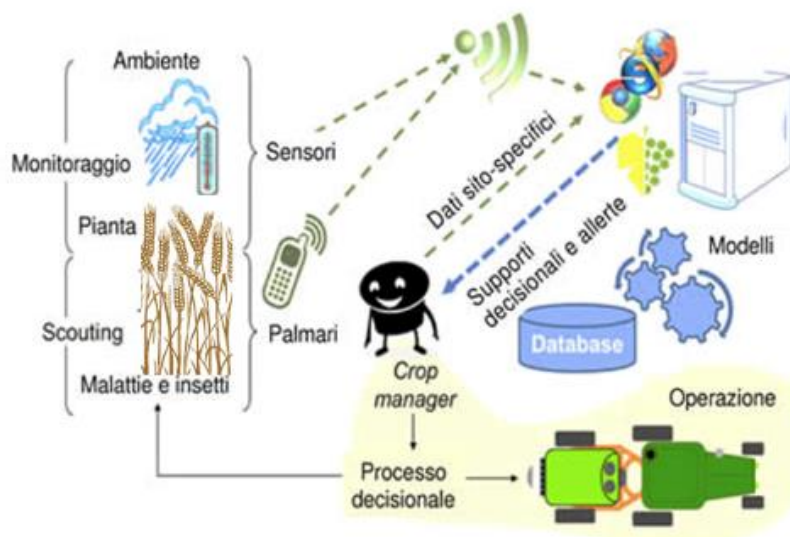 Ambiente
Monitoraggio
Sensori
Pianta
Scouting
Palmari
Malattie e insetti
Dati sito-specifici
Supporti
decisionali e allerte
Modelli
Database
Crop
manager
Operazione
Processo
decisionale